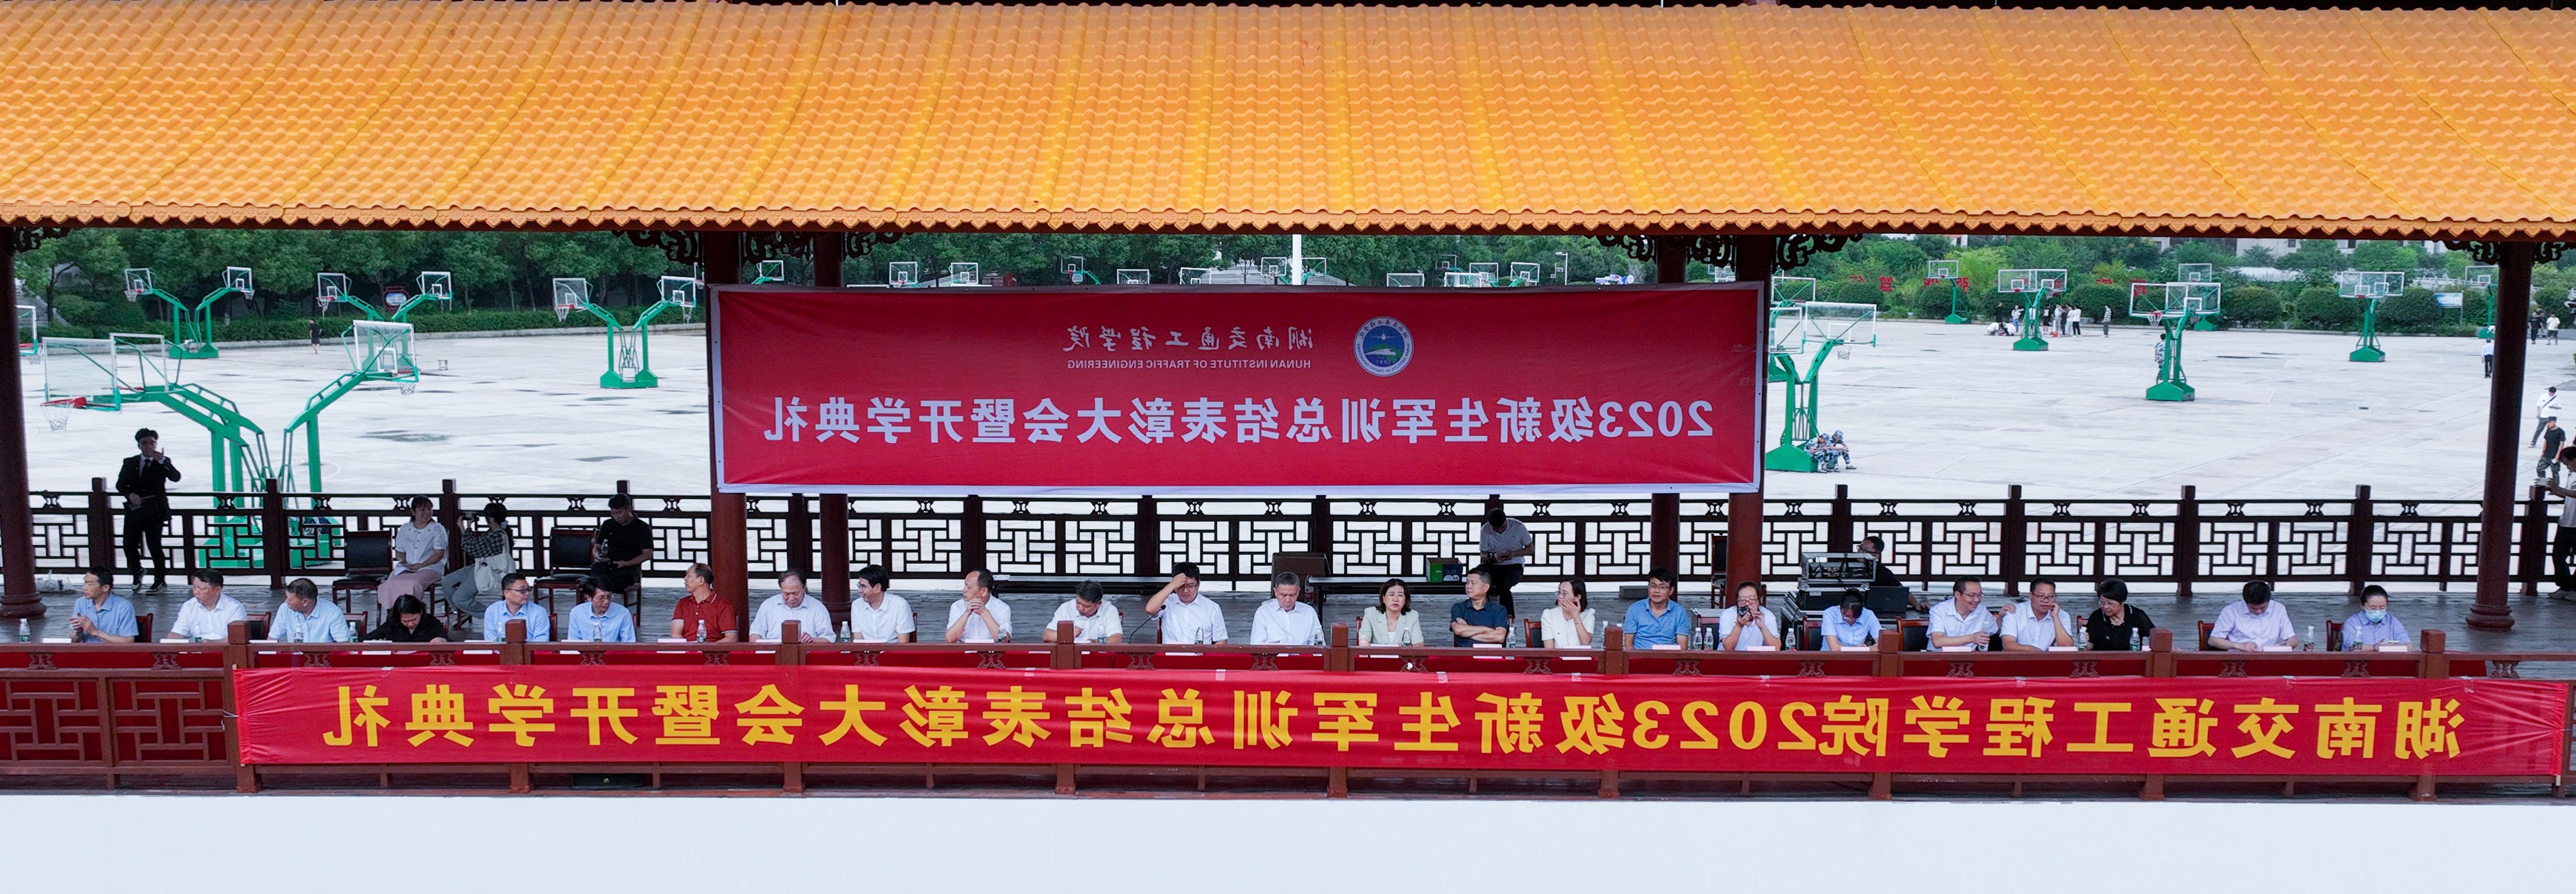 湖南交通工程学院
HUNAN INSTITUTE OF TRAFFIC ENGINEERING
2023级新生军训总结表彰大会暨开学典礼
湖南交通工程学院2023级新生军训总结表彰大会暨开学典礼